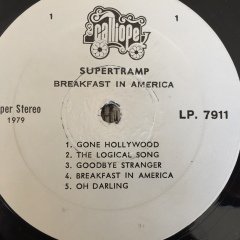 1 1
calliope
SUPERTRAMP
BREAKFAST IN AMERICA
per Stereo
1979
LP. 7911
1. GONE HOLLYWOOD
2. THE LOGICAL SONG
3. GOODBYE STRANGER
4. BREAKFAST IN AMERICA
5. OH DARLING